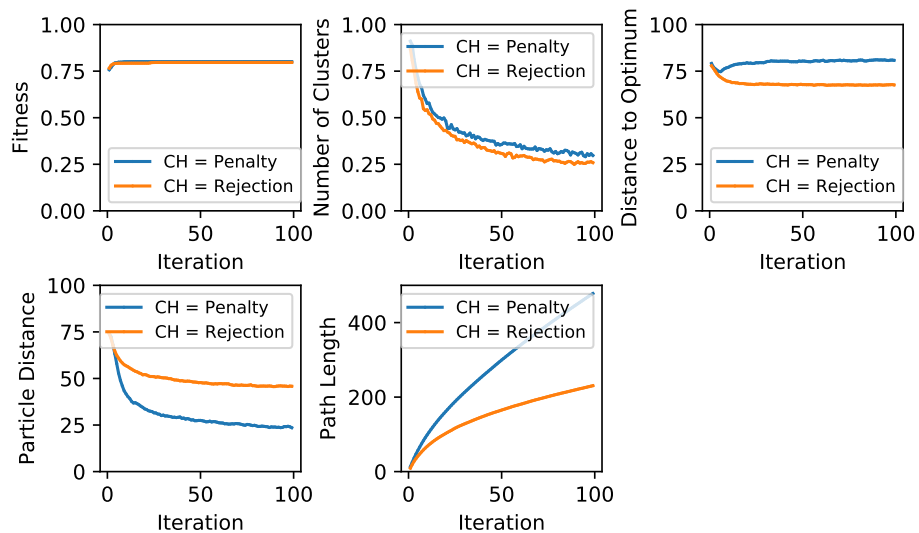 1.00
0.75
0.50
0.25
0.00
Fitness
CH = Penalty
CH = Rejection
0 50 100
Iteration
1.00
0.75
0.50
0.25
0.00
Number of Clusters
CH = Penalty
CH = Rejection
0 50 100
Iteration
100
75
50
25
0
Distance to Optimum
CH = Penalty
CH = Rejection
0 50 100
Iteration
100
75
50
25
0
Particle Distance
CH = Penalty
CH = Rejection
0 50 100
Iteration
400
200
0
Path Length
CH = Penalty
CH = Rejection
0 50 100
Iteration